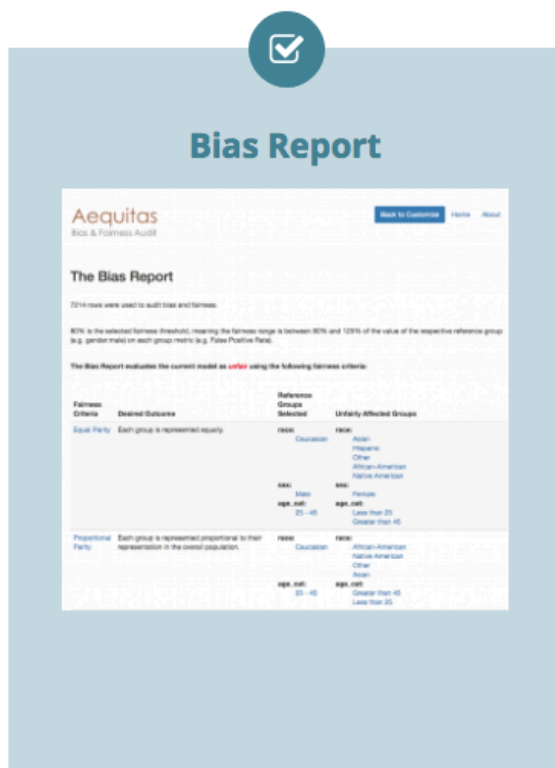 Bias Report
Aequitas
Bias & Fairness Audit
Back to Customize Home About
The Bias Report
7214 rows were used to audit bias and fairness.
80% is the selected fairness threshold, meaning the fairness range is between 80% and 125% of the value of the respective reference group
(e.g. gender:male) on each group metric (e.g. False Positive Rate).
The Bias Report evaluates the current model as unfair using the following fairness criteria:
Fairness Criteria Desired Outcome Reference Groups Selected Unfairly Affected Groups
Equal Parity Each group is represented equally. race: race:
Caucasian Asian
Hispanic
Other
African-American
Native American
sex: sex:
Male Female
age_cat: age_cat:
25 - 45 Less than 25
Greater than 45
Proportional Each group is represented proportional to their race: race:
Parity representation in the overall population. Caucasian African-American
Native American
Other
Asian
age_cat: age_cat:
25 - 45 Greater than 45
Less than 25